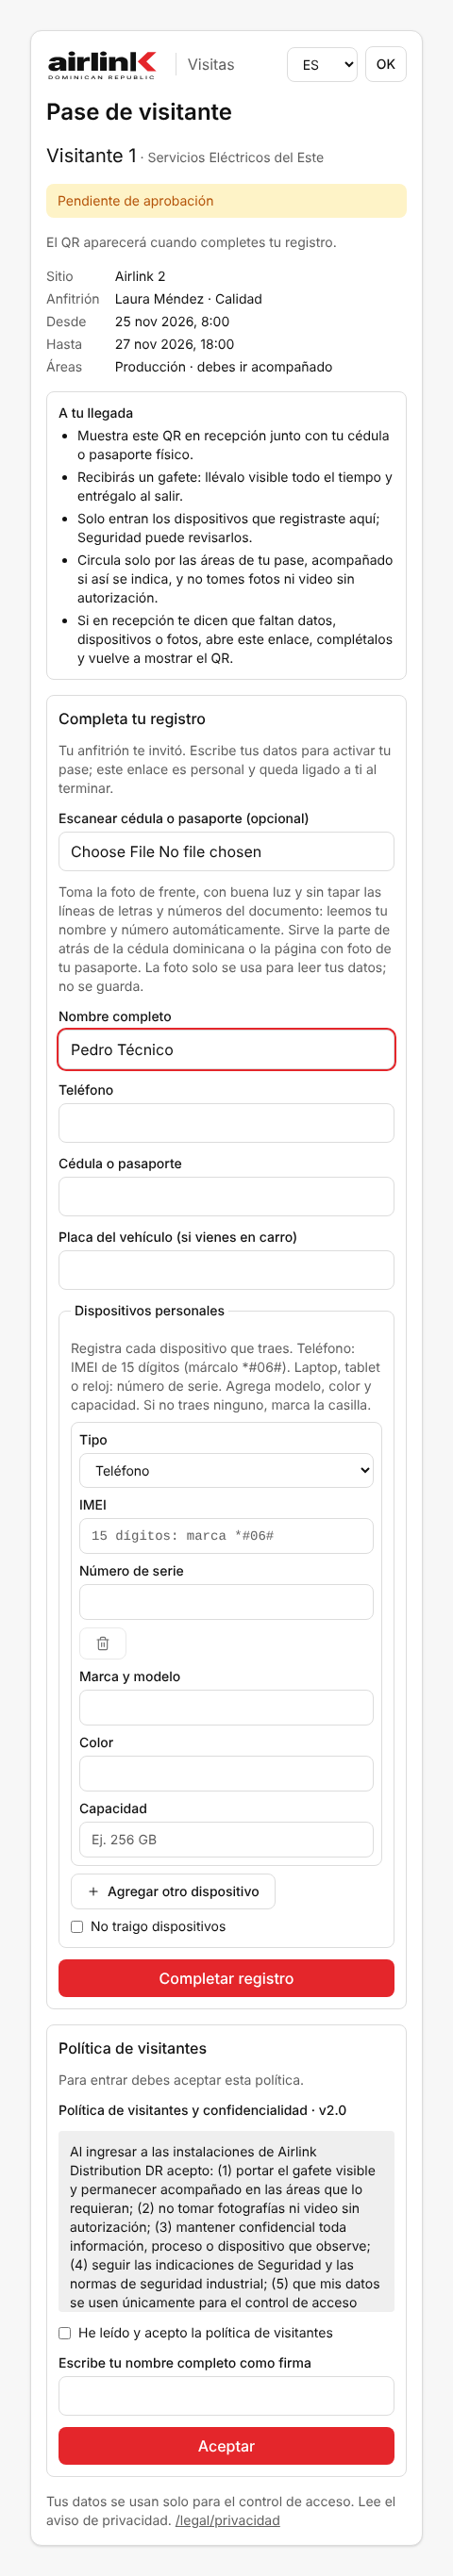 airlink
DOMINICAN REPUBLIC
Visitas
ES
OK
Pase de visitante
Visitante 1 · Servicios Eléctricos del Este
Pendiente de aprobación
El QR aparecerá cuando completes tu registro.
Sitio Airlink 2
Anfitrión Laura Méndez · Calidad
Desde 25 nov 2026, 8:00
Hasta 27 nov 2026, 18:00
Áreas Producción · debes ir acompañado
A tu llegada
• Muestra este QR en recepción junto con tu cédula
o pasaporte físico.
• Recibirás un gafete: llévalo visible todo el tiempo y
entrégalo al salir.
• Solo entran los dispositivos que registraste aquí;
Seguridad puede revisarlos.
• Circula solo por las áreas de tu pase, acompañado
si así se indica, y no tomes fotos ni video sin
autorización.
• Si en recepción te dicen que faltan datos,
dispositivos o fotos, abre este enlace, complétalos
y vuelve a mostrar el QR.
Completa tu registro
Tu anfitrión te invitó. Escribe tus datos para activar tu
pase; este enlace es personal y queda ligado a ti al
terminar.
Escanear cédula o pasaporte (opcional)
Choose File No file chosen
Toma la foto de frente, con buena luz y sin tapar las
líneas de letras y números del documento: leemos tu
nombre y número automáticamente. Sirve la parte de
atrás de la cédula dominicana o la página con foto de
tu pasaporte. La foto solo se usa para leer tus datos;
no se guarda.
Nombre completo
Pedro Técnico
Teléfono
Cédula o pasaporte
Placa del vehículo (si vienes en carro)
Dispositivos personales
Registra cada dispositivo que traes. Teléfono:
IMEI de 15 dígitos (márcalo *#06#). Laptop, tablet
o reloj: número de serie. Agrega modelo, color y
capacidad. Si no traes ninguno, marca la casilla.
Tipo
Teléfono
IMEI
15 dígitos: marca *#06#
Número de serie
Marca y modelo
Color
Capacidad
Ej. 256 GB
+ Agregar otro dispositivo
No traigo dispositivos
Completar registro
Política de visitantes
Para entrar debes aceptar esta política.
Política de visitantes y confidencialidad · v2.0
Al ingresar a las instalaciones de Airlink
Distribution DR acepto: (1) portar el gafete visible
y permanecer acompañado en las áreas que lo
requieran; (2) no tomar fotografías ni video sin
autorización; (3) mantener confidencial toda
información, proceso o dispositivo que observe;
(4) seguir las indicaciones de Seguridad y las
normas de seguridad industrial; (5) que mis datos
se usen únicamente para el control de acceso
He leído y acepto la política de visitantes
Escribe tu nombre completo como firma
Aceptar
Tus datos se usan solo para el control de acceso. Lee el
aviso de privacidad. /legal/privacidad